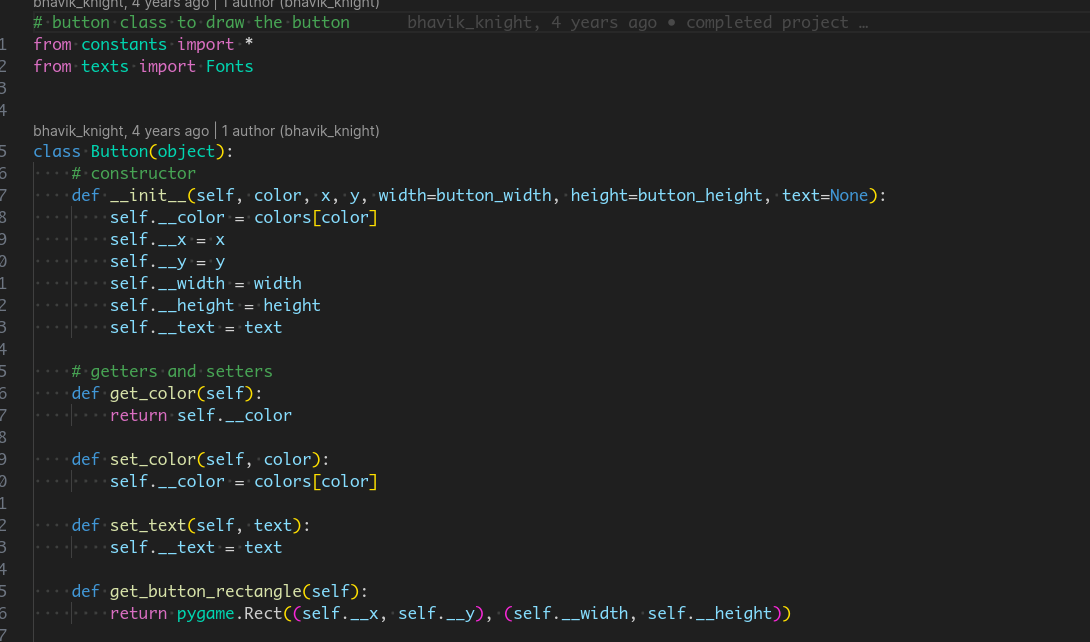 bhavik_knight, 4 years ago | 1 author (bhavik_knight)
# button class to draw the button bhavik_knight, 4 years ago • completed project …
1 from constants import *
2 from texts import Fonts
3
4
bhavik_knight, 4 years ago | 1 author (bhavik_knight)
5 class Button(object):
6 # constructor
7 def __init__(self, color, x, y, width=button_width, height=button_height, text=None):
8 self.__color = colors[color]
9 self.__x = x
0 self.__y = y
1 self.__width = width
2 self.__height = height
3 self.__text = text
4
5 # getters and setters
6 def get_color(self):
7 return self.__color
8
9 def set_color(self, color):
0 self.__color = colors[color]
1
2 def set_text(self, text):
3 self.__text = text
4
5 def get_button_rectangle(self):
6 return pygame.Rect((self.__x, self.__y), (self.__width, self.__height))
7